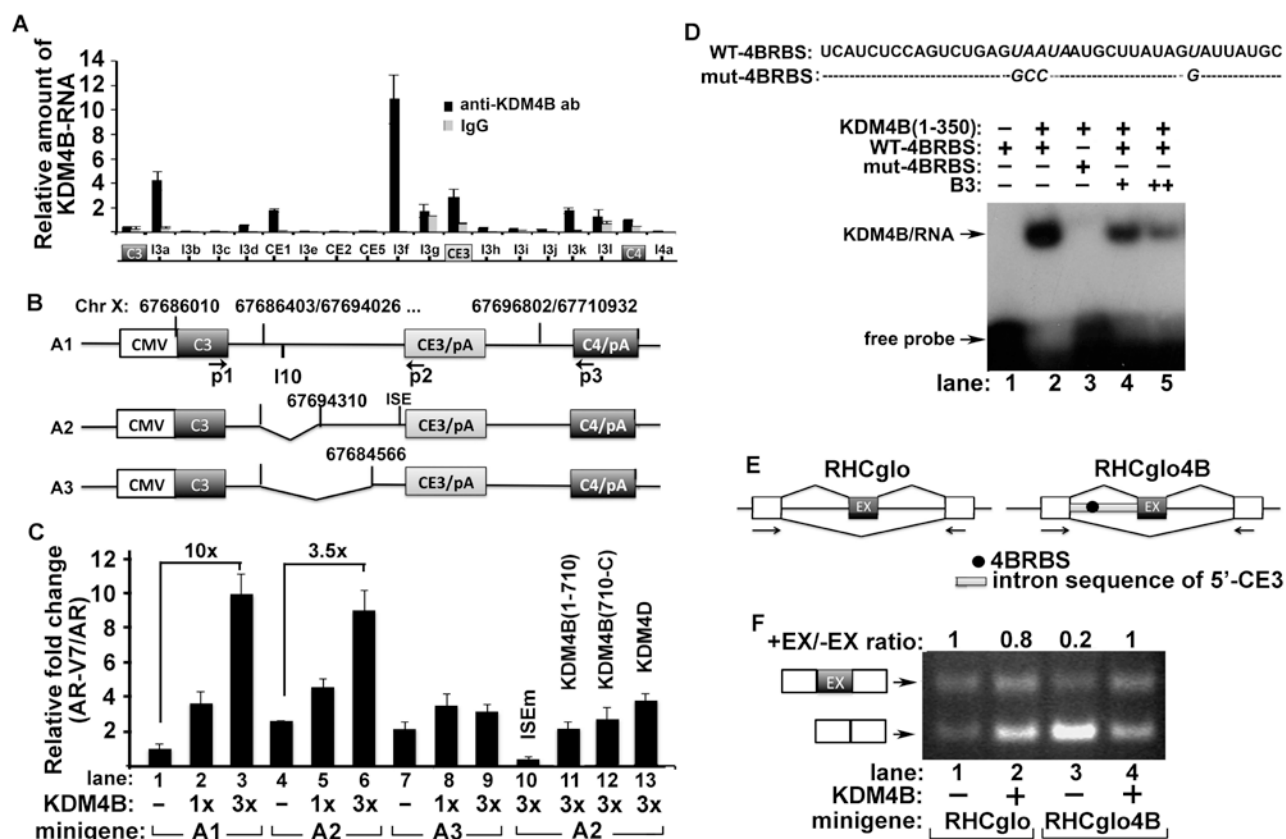 A
Relative amount of
KDM4B-RNA
14
12
10
8
6
4
2
anti-KDM4B ab
IgG
C3 I3a I3b I3c I3d CE1 I3e CE2 CE5 I3f I3g CE3 I3h I3i I3j I3k I3l C4 I4a
B
Chr X: 67686010 67686403/67694026 ... 67696802/67710932
A1 CMV C3 CE3/pA C4/pA
p1 I10 p2 p3
67694310 ISE
A2 CMV C3 CE3/pA C4/pA
67684566
A3 CMV C3 CE3/pA C4/pA
C
Relative fold change
(AR-V7/AR)
12
10
8
6
4
2
10x
3.5x
ISEm
KDM4B(1-710)
KDM4B(710-C)
KDM4D
lane: 1 2 3 4 5 6 7 8 9 10 11 12 13
KDM4B: – 1x 3x – 1x 3x – 1x 3x 3x 3x 3x 3x
minigene: A1 A2 A3 A2
D
WT-4BRBS: UCAUCUCCAGUCUGAGUAAUAAUGCUUAUAGUAUUAUGC
mut-4BRBS: ----------------GCC------------G-------
KDM4B(1-350): – + + + +
WT-4BRBS: + + – + +
mut-4BRBS: +
B3: – – – + ++
KDM4B/RNA
free probe
lane: 1 2 3 4 5
E
RHCglo RHCglo4B
EX EX
4BRBS
intron sequence of 5'-CE3
F
+EX/-EX ratio: 1 0.8 0.2 1
EX
lane 1 2 3 4
KDM4B: – + – +
minigene: RHCglo RHCglo4B